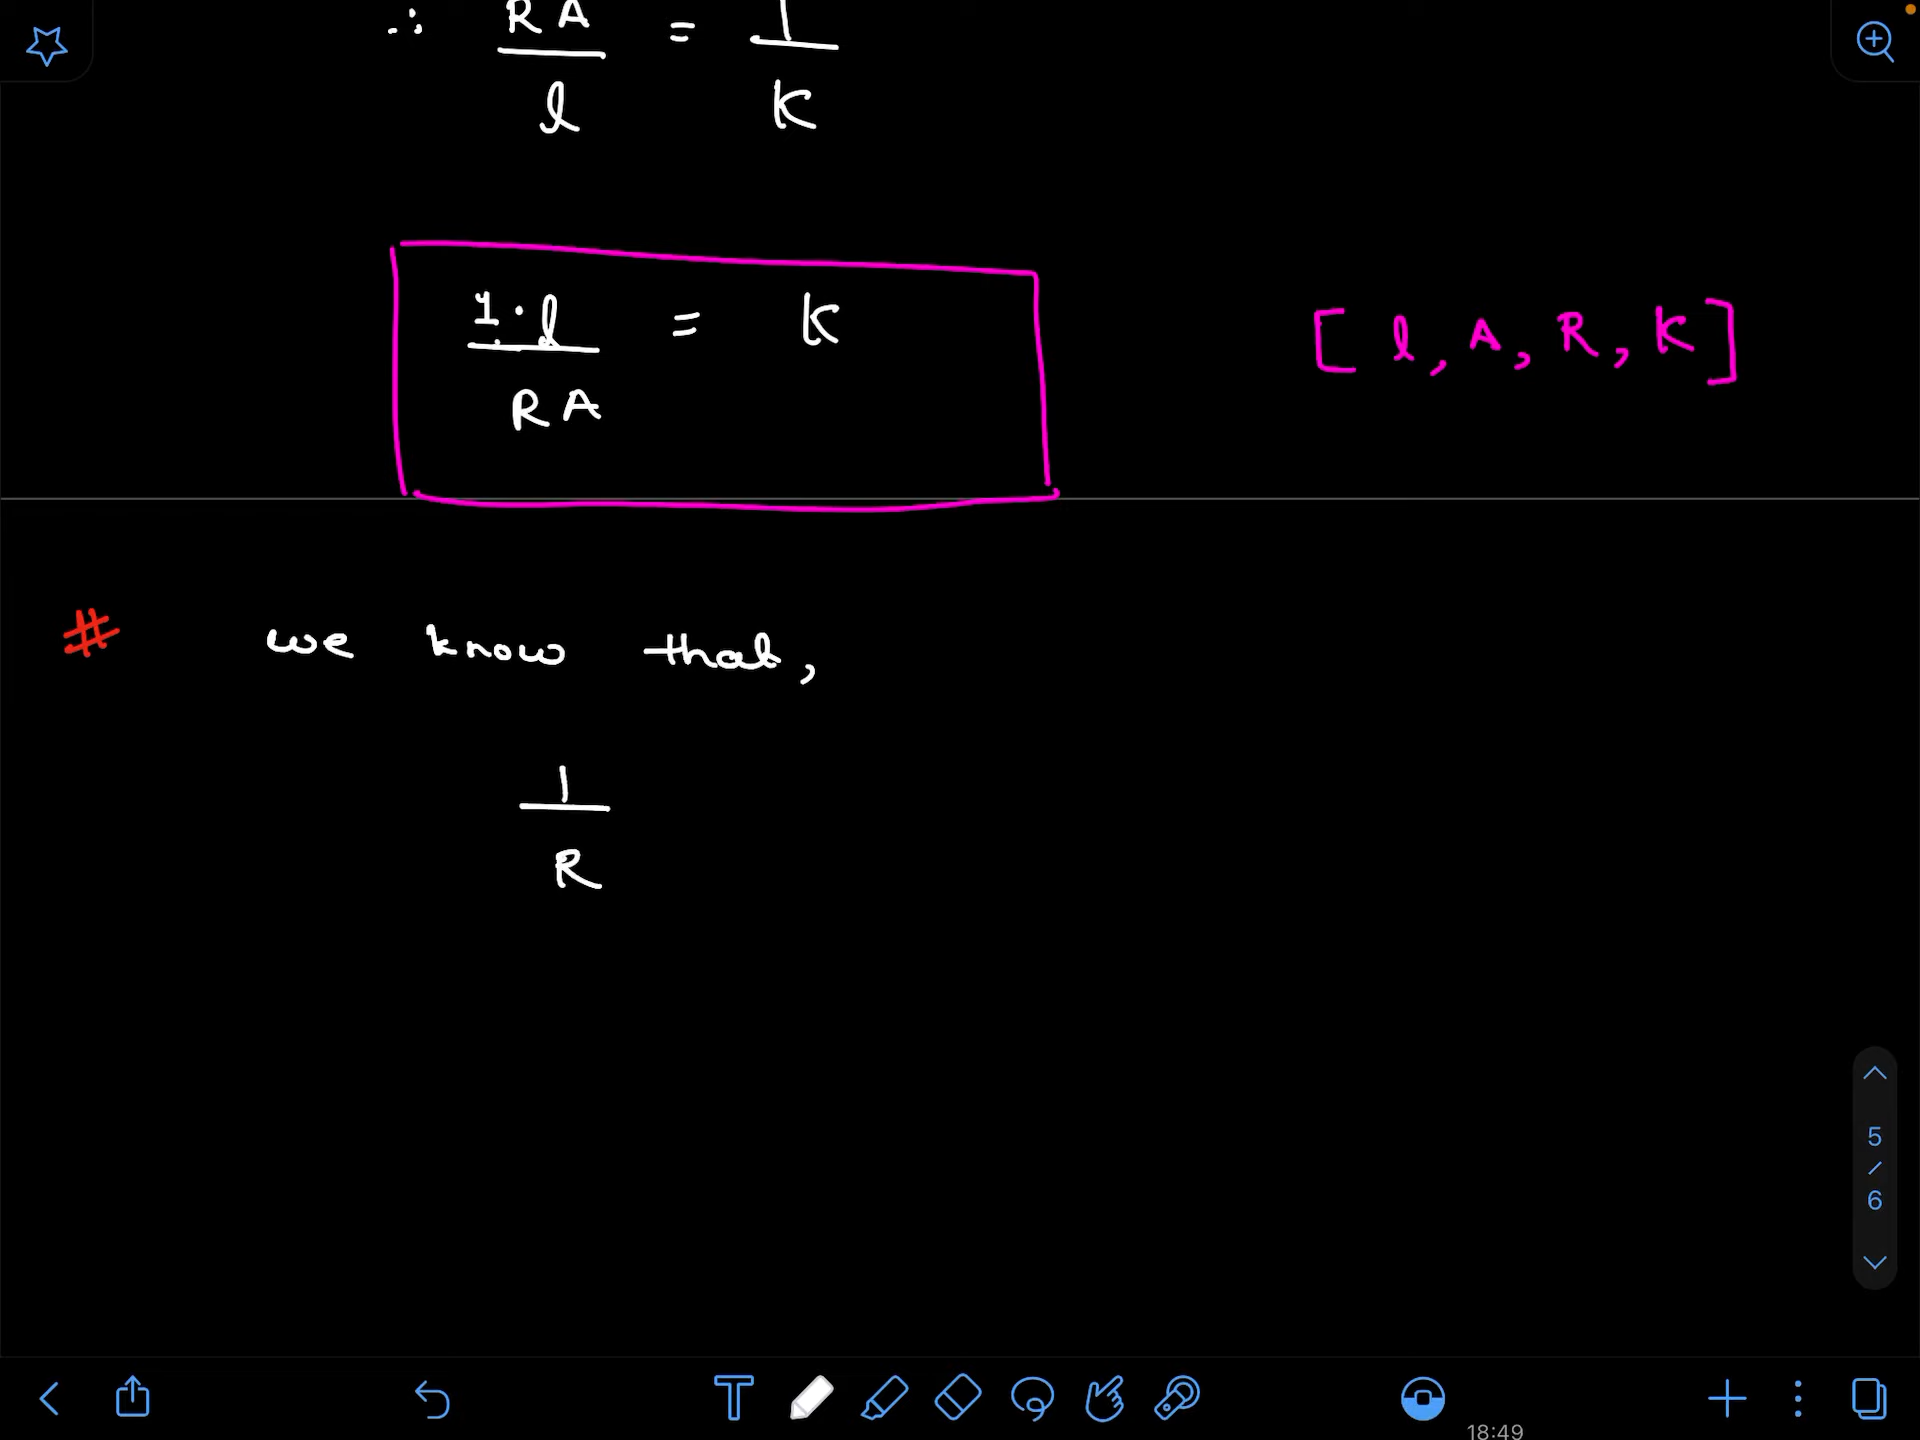 ∴ RA/l = 1/K
1·l/RA = K
[ l, A, R, K ]
# we know that,
1/R
5
/
6
T
18:49